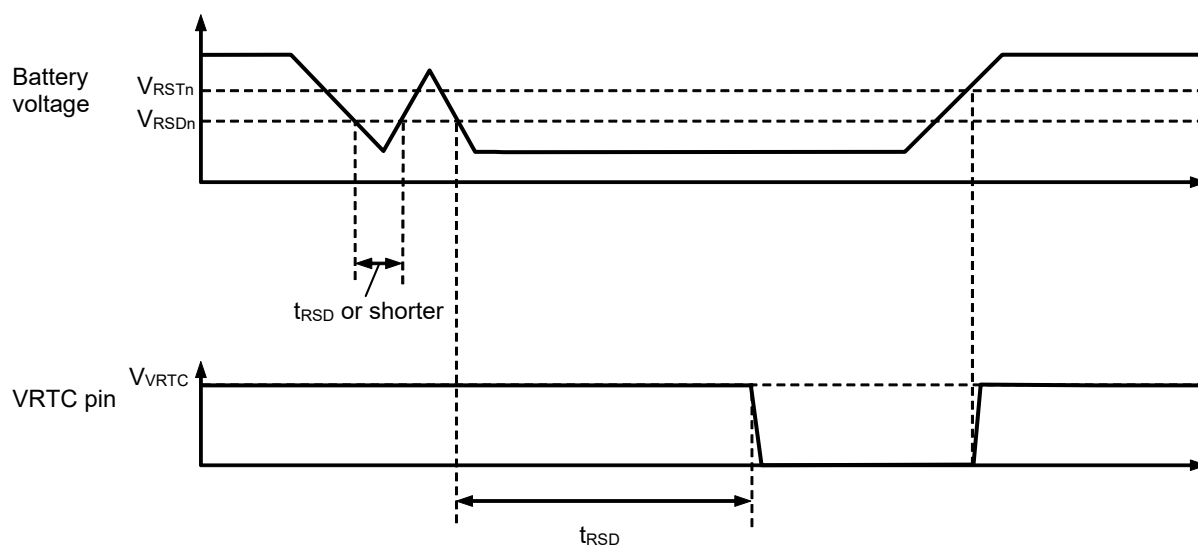 Battery
voltage
VRSTn
VRSDn
tRSD or shorter
VVRTC
VRTC pin
tRSD